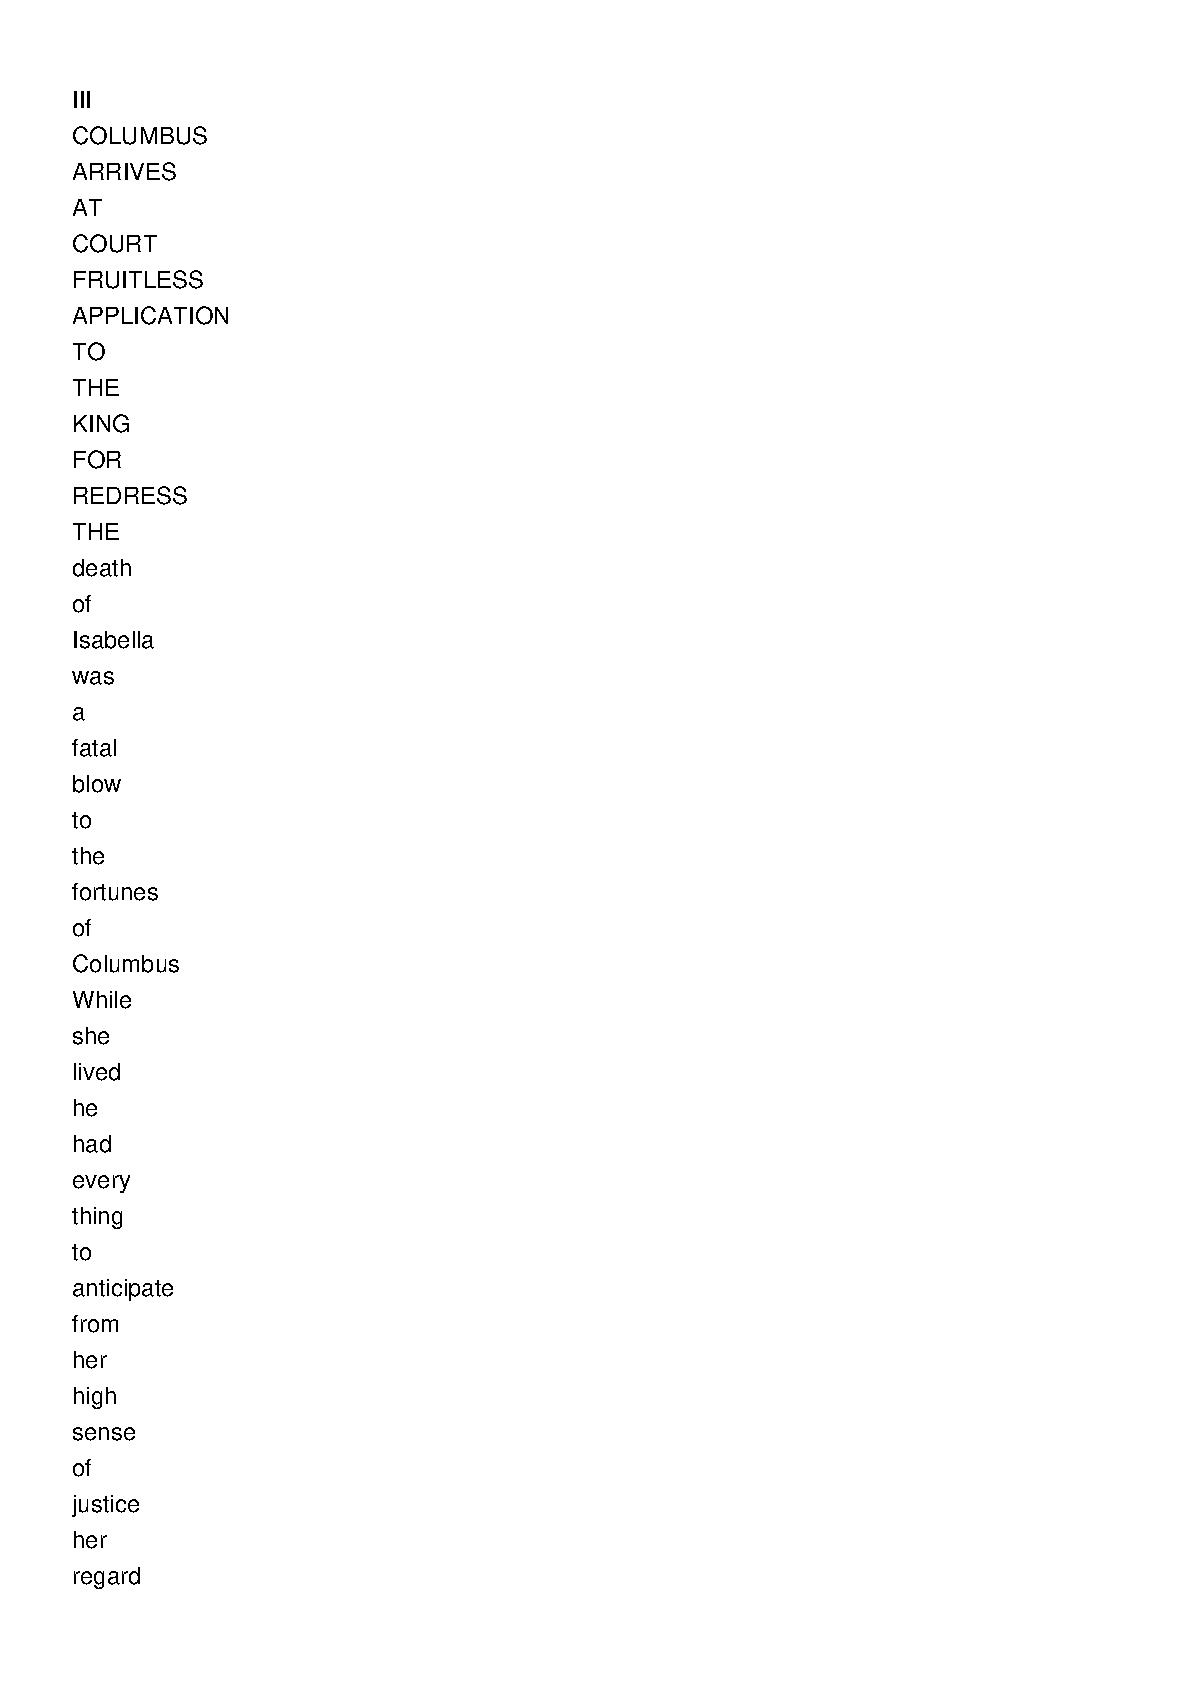 III
COLUMBUS
ARRIVES
AT
COURT
FRUITLESS
APPLICATION
TO
THE
KING
FOR
REDRESS
THE
death
of
Isabella
was
a
fatal
blow
to
the
fortunes
of
Columbus
While
she
lived
he
had
every
thing
to
anticipate
from
her
high
sense
of
justice
her
regard